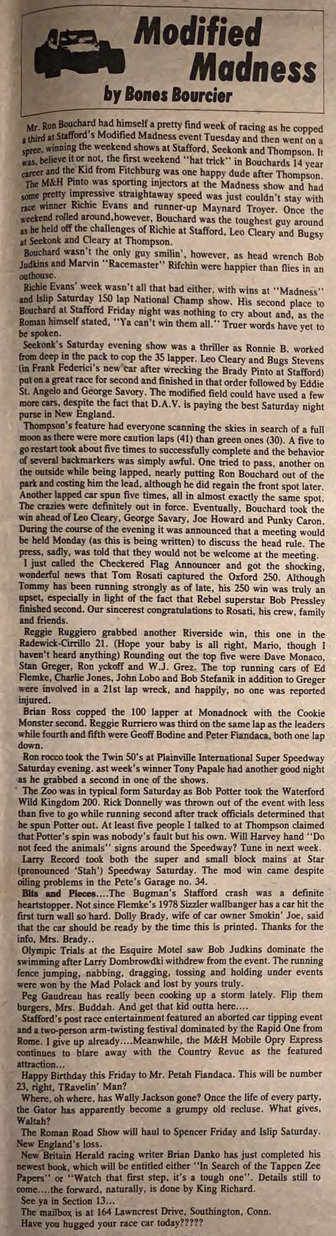 Modified
Madness
by Bones Bourcier
Mr. Ron Bouchard had himself a pretty find week of racing as he copped
a third at Stafford's Modified Madness event Tuesday and then went on a
spree, winning the weekend shows at Stafford, Seekonk and Thompson. It
was, believe it or not, the first weekend "hat trick" in Bouchards 14 year
career and the Kid from Fitchburg was one happy dude after Thompson.
The M&H Pinto was sporting injectors at the Madness show and had
some pretty impressive straightaway speed was just couldn't stay with
race winner Richie Evans and runner-up Maynard Troyer. Once the
weekend rolled around,however, Bouchard was the toughest guy around
as he held off the challenges of Richie at Stafford, Leo Cleary and Bugsy
at Seekonk and Cleary at Thompson.
Bouchard wasn't the only guy smilin', however, as head wrench Bob
Judkins and Marvin "Racemaster" Rifchin were happier than flies in an
outhouse.
Richie Evans' week wasn't all that bad either, with wins at "Madness"
and Islip Saturday 150 lap National Champ show. His second place to
Bouchard at Stafford Friday night was nothing to cry about and, as the
Roman himself stated, "Ya can't win them all." Truer words have yet to
be spoken.
Seekonk's Saturday evening show was a thriller as Ronnie B. worked
from deep in the pack to cop the 35 lapper. Leo Cleary and Bugs Stevens
(in Frank Federici's new car after wrecking the Brady Pinto at Stafford)
put on a great race for second and finished in that order followed by Eddie
St. Angelo and George Savory. The modified field could have used a few
more cars, despite the fact that D.A.V. is paying the best Saturday night
purse in New England.
Thompson's feature had everyone scanning the skies in search of a full
moon as there were more caution laps (41) than green ones (30). A five to
go restart took about five times to successfully complete and the behavior
of several backmarkers was simply awful. One tried to pass, another on
the outside while being lapped, nearly putting Ron Bouchard out of the
park and costing him the lead, although he did regain the front spot later.
Another lapped car spun five times, all in almost exactly the same spot.
The crazies were definitely out in force. Eventually, Bouchard took the
win ahead of Leo Cleary, George Savary, Joe Howard and Punky Caron.
During the course of the evening it was announced that a meeting would
be held Monday (as this is being written) to discuss the head rule. The
press, sadly, was told that they would not be welcome at the meeting.
I just called the Checkered Flag Announcer and got the shocking,
wonderful news that Tom Rosati captured the Oxford 250. Although
Tommy has been running strongly as of late, his 250 win was truly an
upset, especially in light of the fact that Rebel superstar Bob Pressley
finished second. Our sincerest congratulations to Rosati, his crew, family
and friends.
Reggie Ruggiero grabbed another Riverside win, this one in the
Radewick-Cirrillo 21. (Hope your baby is all right, Mario, though I
haven't heard anything) Rounding out the top five were Dave Monaco,
Stan Greger, Ron yckoff and W.J. Grez. The top running cars of Ed
Flemke, Charlie Jones, John Lobo and Bob Stefanik in addition to Greger
were involved in a 21st lap wreck, and happily, no one was reported
injured.
Brian Ross copped the 100 lapper at Monadnock with the Cookie
Monster second. Reggie Rurriero was third on the same lap as the leaders
while fourth and fifth were Geoff Bodine and Peter Fiandaca, both one lap
down.
Ron rocco took the Twin 50's at Plainville International Super Speedway
Saturday evening. ast week's winner Tony Papale had another good night
as he grabbed a second in one of the shows.
The Zoo was in typical form Saturday as Bob Potter took the Waterford
Wild Kingdom 200. Rick Donnelly was thrown out of the event with less
than five to go while running second after track officials determined that
he spun Potter out. At least five people I talked to at Thompson claimed
that Potter's spin was nobody's fault but his own. Will Harvey hand "Do
not feed the animals" signs around the Speedway? Tune in next week.
Larry Record took both the super and small block mains at Star
(pronounced 'Stah') Speedway Saturday. The mod win came despite
oiling problems in the Pete's Garage no. 34.
Bits and Pieces....The Bugman's Stafford crash was a definite
heartstopper. Not since Flemke's 1978 Sizzler wallbanger has a car hit the
first turn wall so hard. Dolly Brady, wife of car owner Smokin' Joe, said
that the car should be ready by the time this is printed. Thanks for the
info, Mrs. Brady..
Olympic Trials at the Esquire Motel saw Bob Judkins dominate the
swimming after Larry Dombrowdki withdrew from the event. The running
fence jumping, nabbing, dragging, tossing and holding under events
were won by the Mad Polack and lost by yours truly.
Peg Gaudreau has really been cooking up a storm lately. Flip them
burgers, Mrs. Buddah. And get that kid outta here....
Stafford's post race entertainment featured an aborted car tipping event
and a two-person arm-twisting festival dominated by the Rapid One from
Rome. I give up already....Meanwhile, the M&H Mobile Opry Express
continues to blare away with the Country Revue as the featured
attraction...
Happy Birthday this Friday to Mr. Petah Fiandaca. This will be number
23, right, TRavelin' Man?
Where, oh where, has Wally Jackson gone? Once the life of every party,
the Gator has apparently become a grumpy old recluse. What gives,
Waltah?
The Roman Road Show will haul to Spencer Friday and Islip Saturday.
New England's loss.
New Britain Herald racing writer Brian Danko has just completed his
newest book, which will be entitled either "In Search of the Tappen Zee
Papers" or "Watch that first step, it's a tough one". Details still to
come....the forward, naturally, is done by King Richard.
See ya in Section 13...
The mailbox is at 164 Lawncrest Drive, Southington, Conn.
Have you hugged your race car today?????